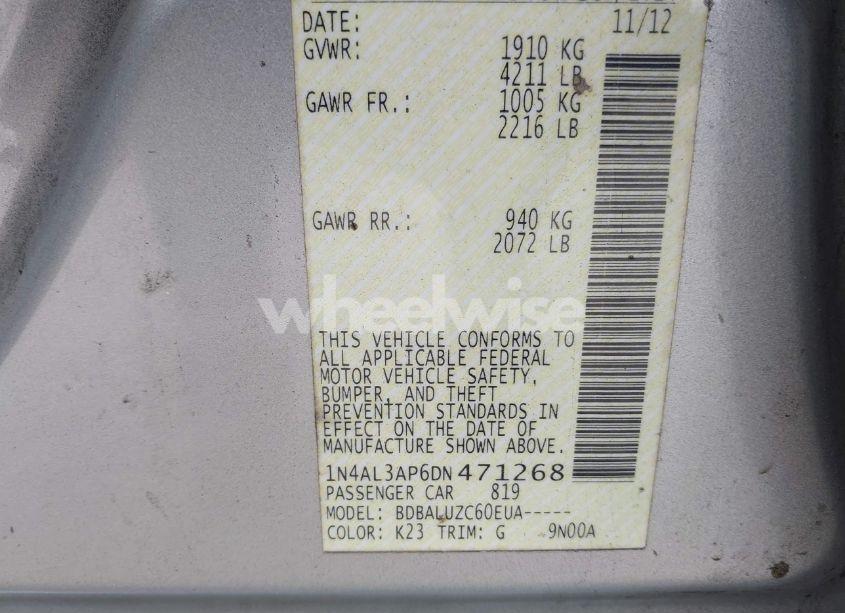 DATE: 11/12
GVWR: 1910 KG
4211 LB
GAWR FR.: 1005 KG
2216 LB
GAWR RR.: 940 KG
2072 LB
wheelwise
THIS VEHICLE CONFORMS TO
ALL APPLICABLE FEDERAL
MOTOR VEHICLE SAFETY,
BUMPER, AND THEFT
PREVENTION STANDARDS IN
EFFECT ON THE DATE OF
MANUFACTURE SHOWN ABOVE.
1N4AL3AP6DN471268
PASSENGER CAR 819
MODEL: BDBALUZC60EUA-----
COLOR: K23 TRIM: G 9N00A